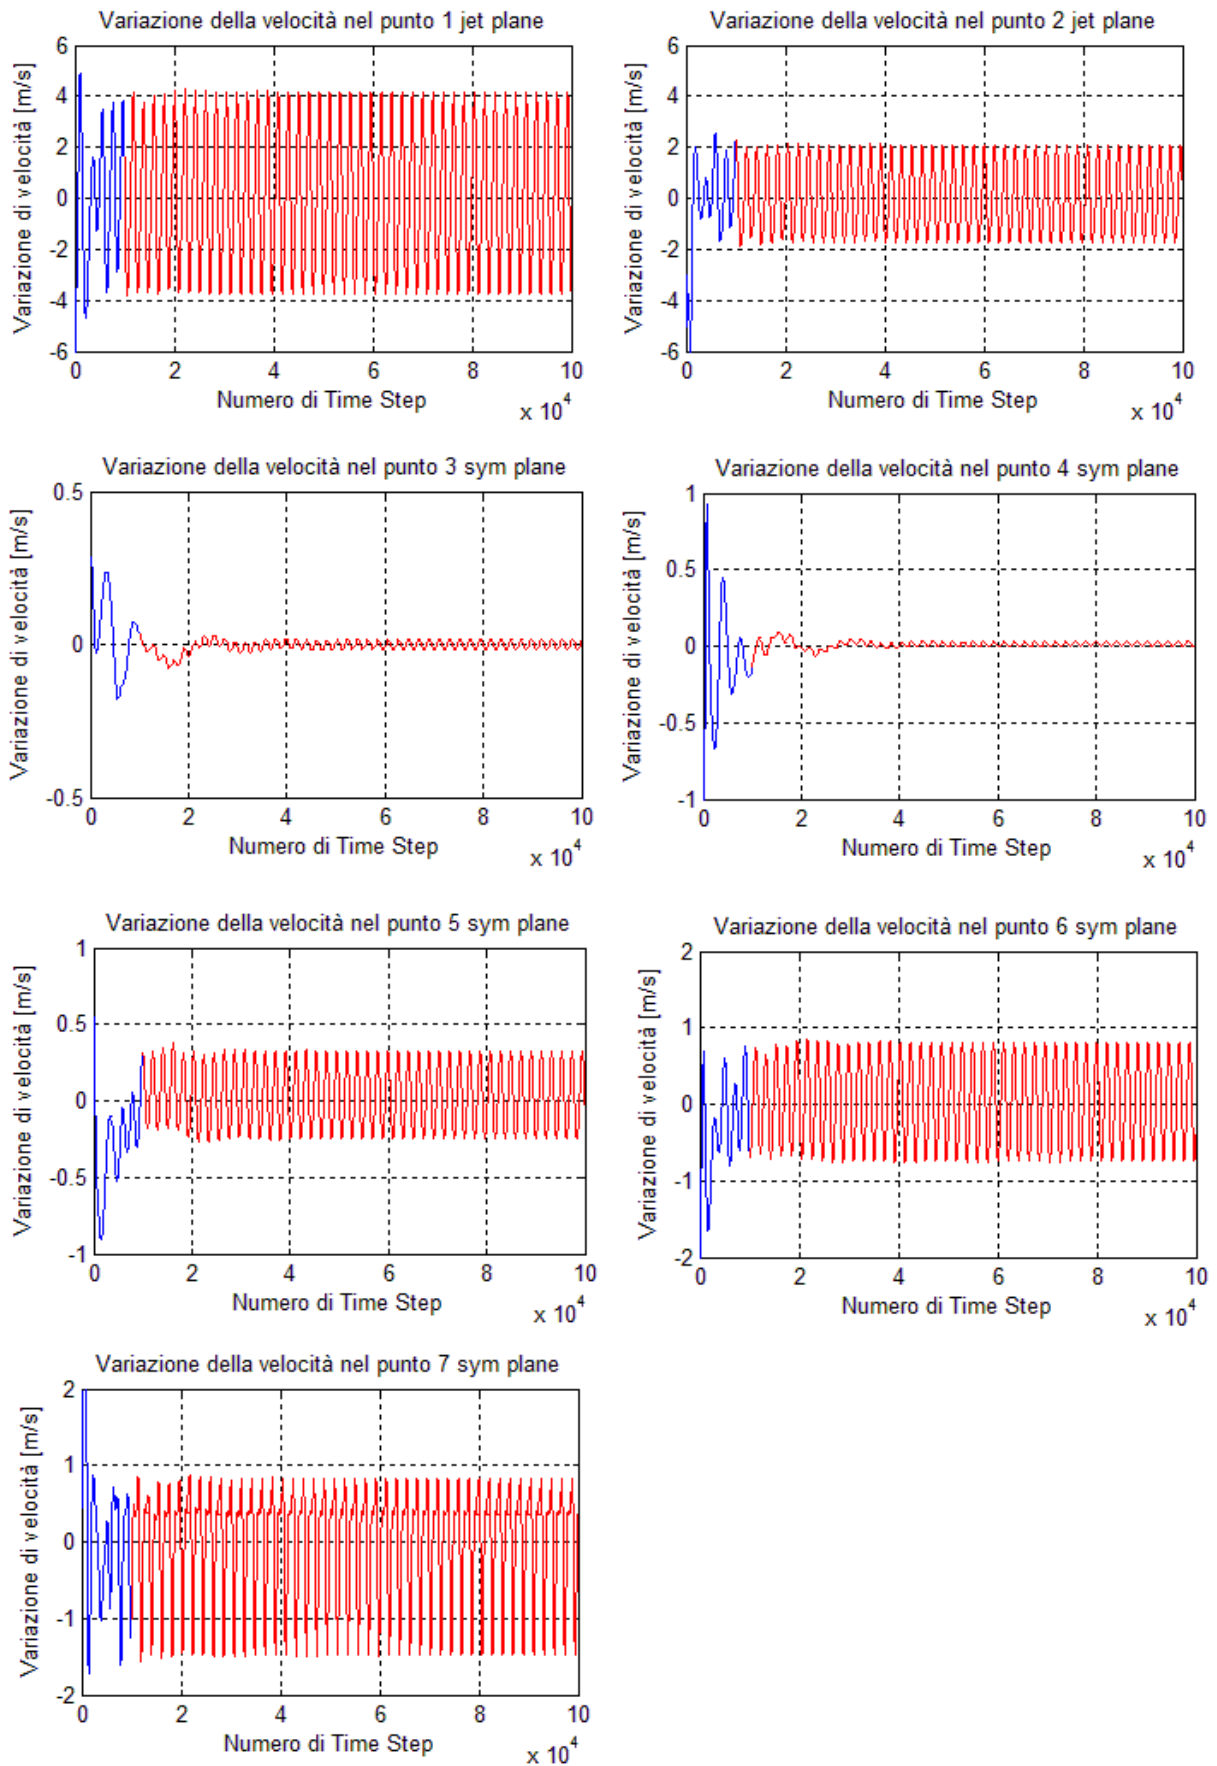 Variazione della velocità nel punto 1 jet plane
Variazione di velocità [m/s]
6
4
2
0
-2
-4
-6
0 2 4 6 8 10
Numero di Time Step
x 10^4
Variazione della velocità nel punto 2 jet plane
Variazione di velocità [m/s]
6
4
2
0
-2
-4
-6
0 2 4 6 8 10
Numero di Time Step
x 10^4
Variazione della velocità nel punto 3 sym plane
Variazione di velocità [m/s]
0.5
0
-0.5
0 2 4 6 8 10
Numero di Time Step
x 10^4
Variazione della velocità nel punto 4 sym plane
Variazione di velocità [m/s]
1
0.5
0
-0.5
-1
0 2 4 6 8 10
Numero di Time Step
x 10^4
Variazione della velocità nel punto 5 sym plane
Variazione di velocità [m/s]
1
0.5
0
-0.5
-1
0 2 4 6 8 10
Numero di Time Step
x 10^4
Variazione della velocità nel punto 6 sym plane
Variazione di velocità [m/s]
2
1
0
-1
-2
0 2 4 6 8 10
Numero di Time Step
x 10^4
Variazione della velocità nel punto 7 sym plane
Variazione di velocità [m/s]
2
1
0
-1
-2
0 2 4 6 8 10
Numero di Time Step
x 10^4